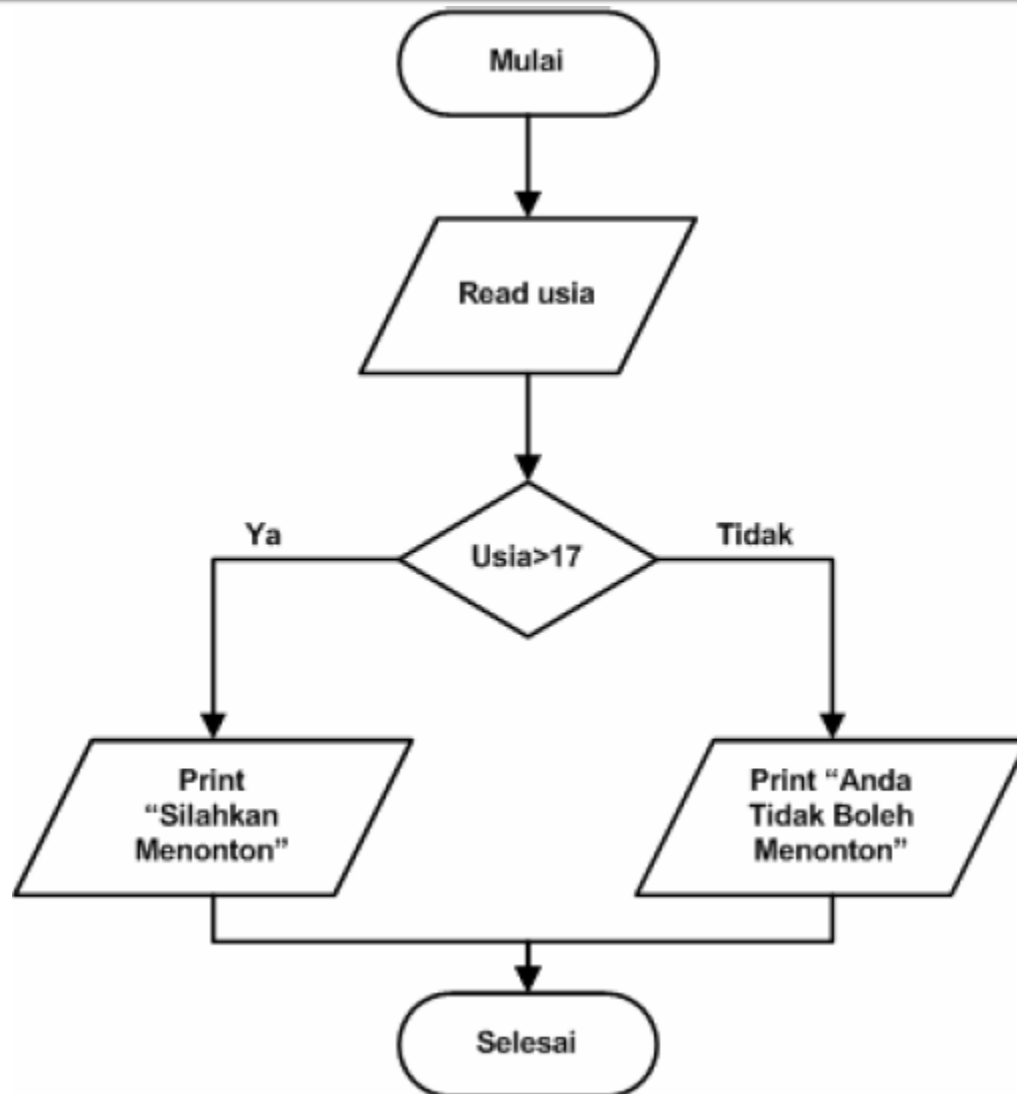 Mulai
Read usia
Ya
Usia>17
Tidak
Print
“Silahkan
Menonton”
Print “Anda
Tidak Boleh
Menonton”
Selesai